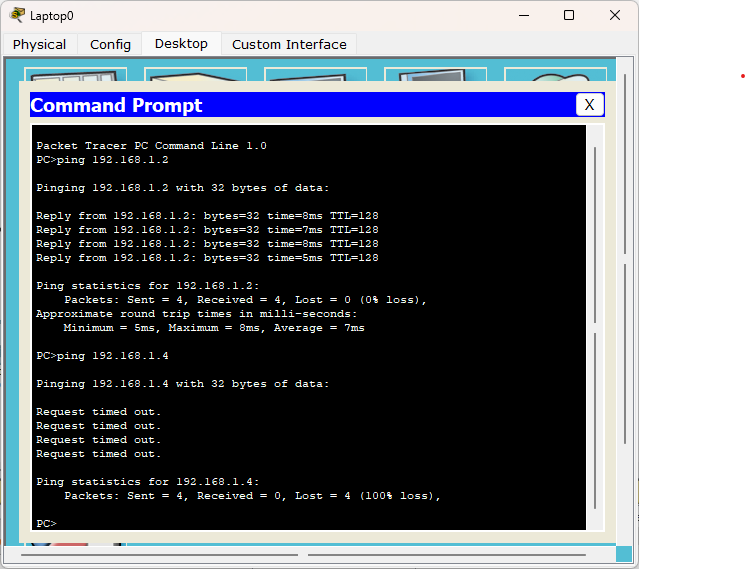 Laptop0
Physical Config Desktop Custom Interface
Command Prompt X
Packet Tracer PC Command Line 1.0
PC>ping 192.168.1.2
Pinging 192.168.1.2 with 32 bytes of data:
Reply from 192.168.1.2: bytes=32 time=8ms TTL=128
Reply from 192.168.1.2: bytes=32 time=7ms TTL=128
Reply from 192.168.1.2: bytes=32 time=8ms TTL=128
Reply from 192.168.1.2: bytes=32 time=5ms TTL=128
Ping statistics for 192.168.1.2:
Packets: Sent = 4, Received = 4, Lost = 0 (0% loss),
Approximate round trip times in milli-seconds:
Minimum = 5ms, Maximum = 8ms, Average = 7ms
PC>ping 192.168.1.4
Pinging 192.168.1.4 with 32 bytes of data:
Request timed out.
Request timed out.
Request timed out.
Request timed out.
Ping statistics for 192.168.1.4:
Packets: Sent = 4, Received = 0, Lost = 4 (100% loss),
PC>